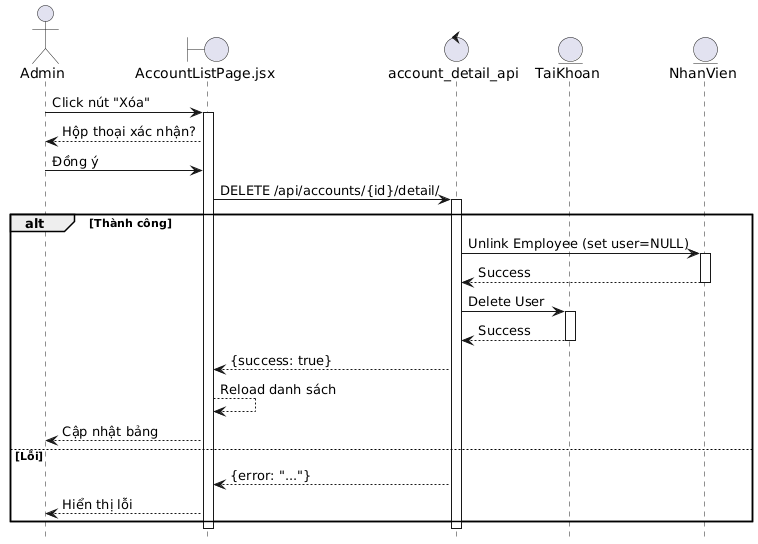 Admin
AccountListPage.jsx
account_detail_api
TaiKhoan
NhanVien
Click nút "Xóa"
Hộp thoại xác nhận?
Đồng ý
DELETE /api/accounts/{id}/detail/
alt [Thành công]
Unlink Employee (set user=NULL)
Success
Delete User
Success
{success: true}
Reload danh sách
Cập nhật bảng
[Lỗi]
{error: "..."}
Hiển thị lỗi